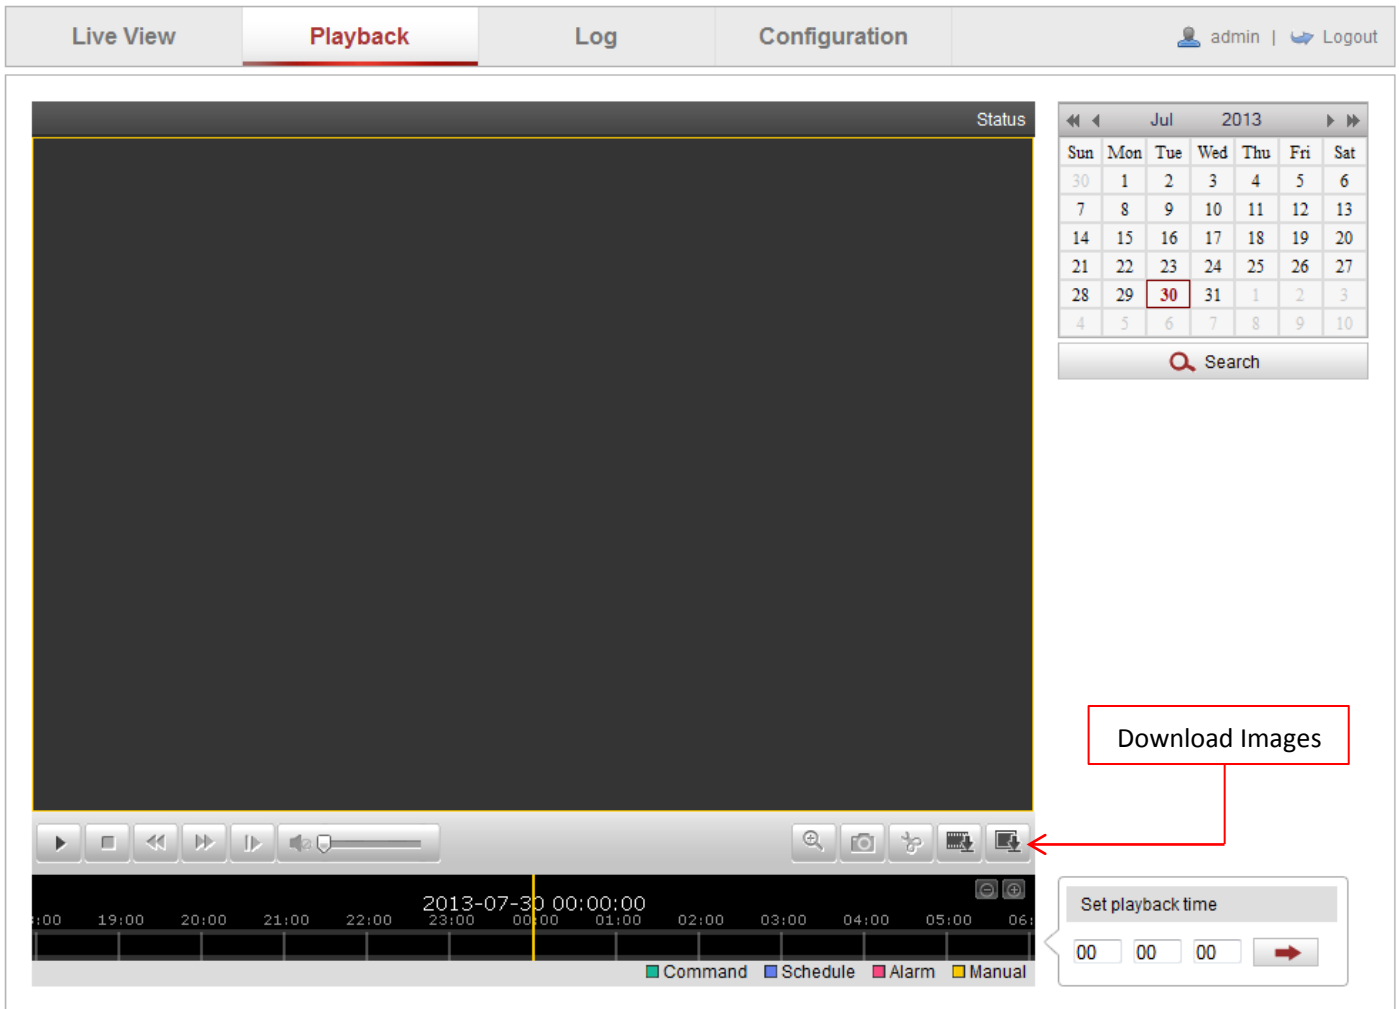 Live View Playback Log Configuration admin | Logout
Status
Jul 2013
Sun Mon Tue Wed Thu Fri Sat
30 1 2 3 4 5 6
7 8 9 10 11 12 13
14 15 16 17 18 19 20
21 22 23 24 25 26 27
28 29 30 31 1 2 3
4 5 6 7 8 9 10
Search
Download Images
2013-07-30 00:00:00
:00 19:00 20:00 21:00 22:00 23:00 00:00 01:00 02:00 03:00 04:00 05:00 06:
Command Schedule Alarm Manual
Set playback time
00 00 00